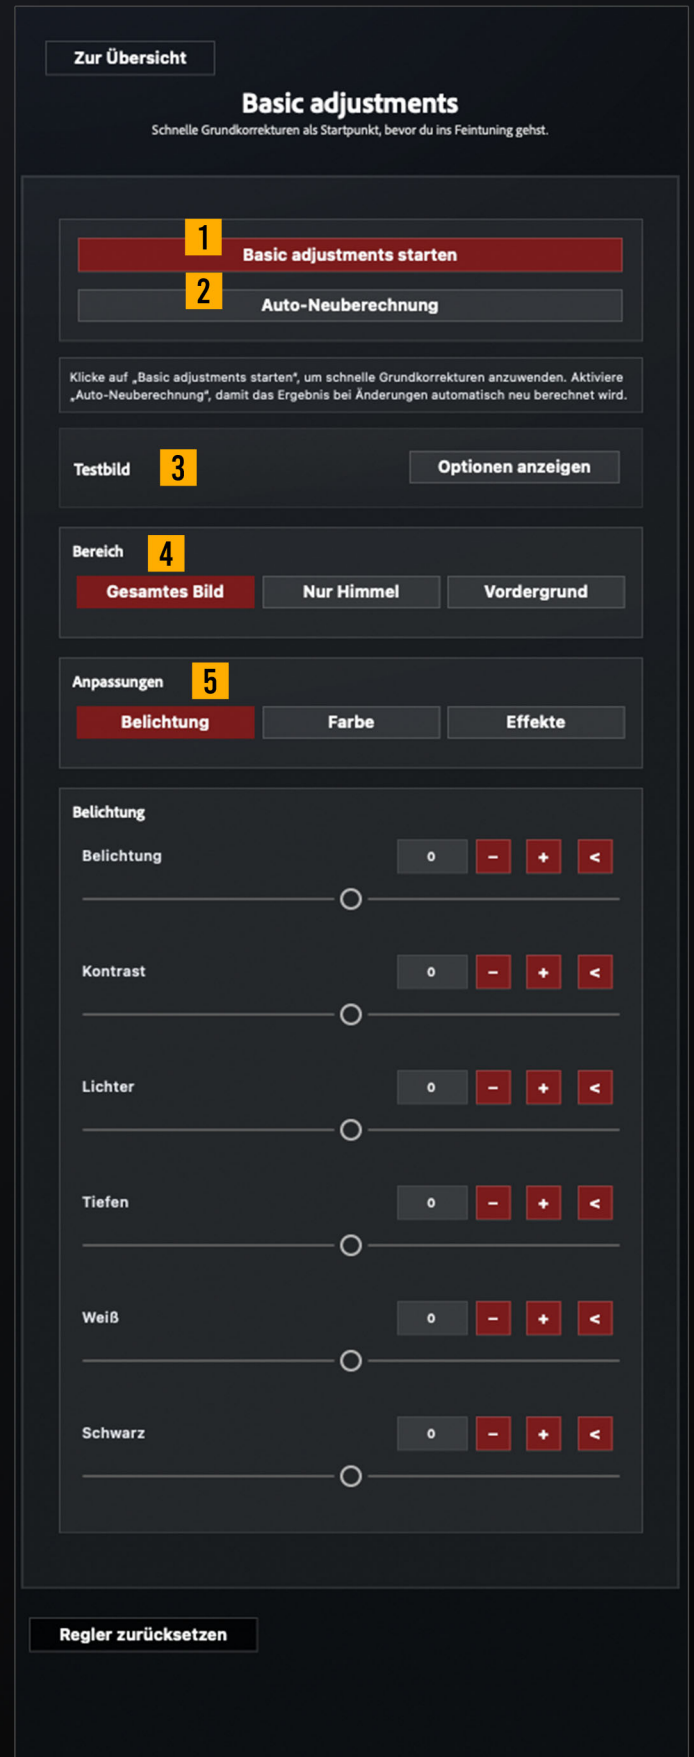 Zur Übersicht
Basic adjustments
Schnelle Grundkorrekturen als Startpunkt, bevor du ins Feintuning gehst.
1
Basic adjustments starten
2
Auto-Neuberechnung
Klicke auf „Basic adjustments starten“, um schnelle Grundkorrekturen anzuwenden. Aktiviere
„Auto-Neuberechnung“, damit das Ergebnis bei Änderungen automatisch neu berechnet wird.
Testbild 3 Optionen anzeigen
Bereich 4
Gesamtes Bild Nur Himmel Vordergrund
Anpassungen 5
Belichtung Farbe Effekte
Belichtung
Belichtung 0 - + <
Kontrast 0 - + <
Lichter 0 - + <
Tiefen 0 - + <
Weiß 0 - + <
Schwarz 0 - + <
Regler zurücksetzen